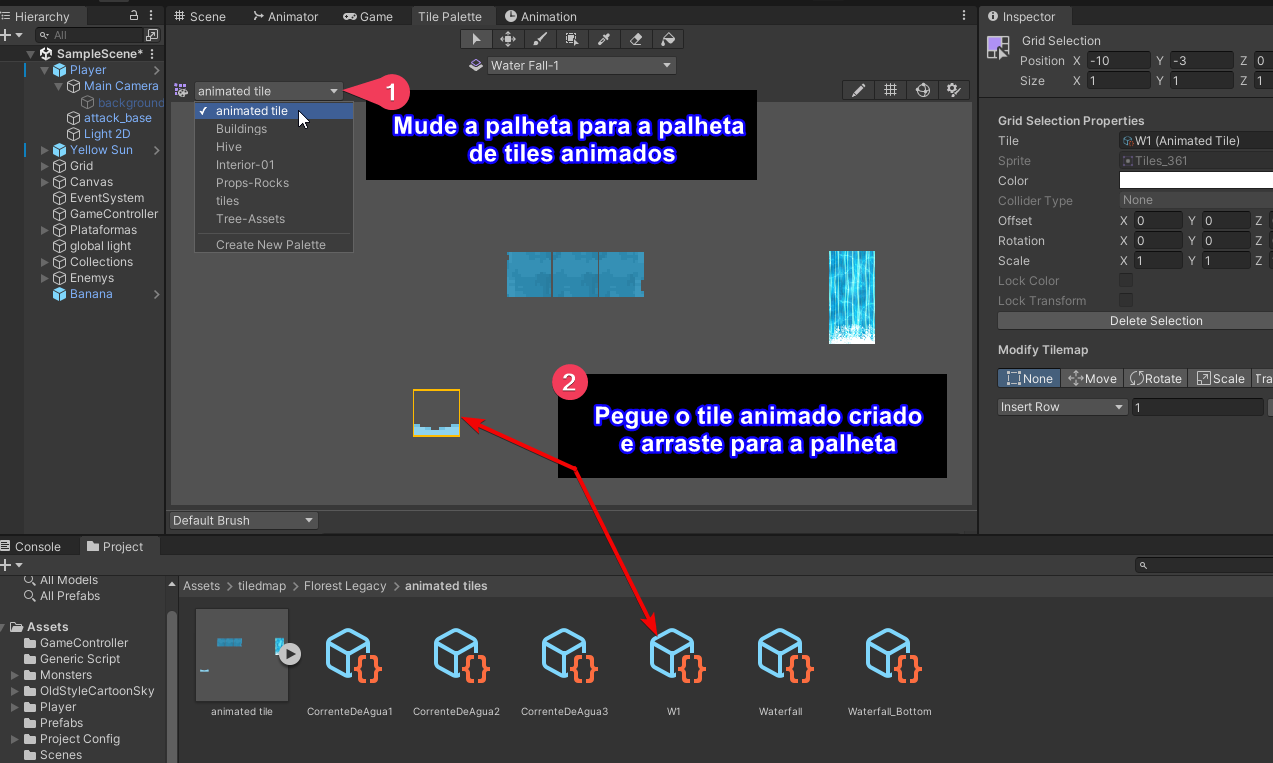 Hierarchy
All
SampleScene*
Player
Main Camera
background
attack_base
Light 2D
Yellow Sun
Grid
Canvas
EventSystem
GameController
Plataformas
global light
Collections
Enemys
Banana
Scene Animator Game Tile Palette Animation
Water Fall-1
animated tile
animated tile
Buildings
Hive
Interior-01
Props-Rocks
tiles
Tree-Assets
Create New Palette
1
Mude a palheta para a palheta
de tiles animados
2
Pegue o tile animado criado
e arraste para a palheta
Default Brush
Inspector
Grid Selection
Position X -10 Y -3 Z 0
Size X 1 Y 1 Z 1
Grid Selection Properties
Tile W1 (Animated Tile)
Sprite Tiles_361
Color
Collider Type None
Offset X 0 Y 0 Z
Rotation X 0 Y 0 Z
Scale X 1 Y 1 Z
Lock Color
Lock Transform
Delete Selection
Modify Tilemap
None Move Rotate Scale Tra
Insert Row 1
Console Project
All Models
All Prefabs
Assets
GameController
Generic Script
Monsters
OldStyleCartoonSky
Player
Prefabs
Project Config
Scenes
Assets > tiledmap > Florest Legacy > animated tiles
animated tile CorrenteDeAgua1 CorrenteDeAgua2 CorrenteDeAgua3 W1 Waterfall Waterfall_Bottom